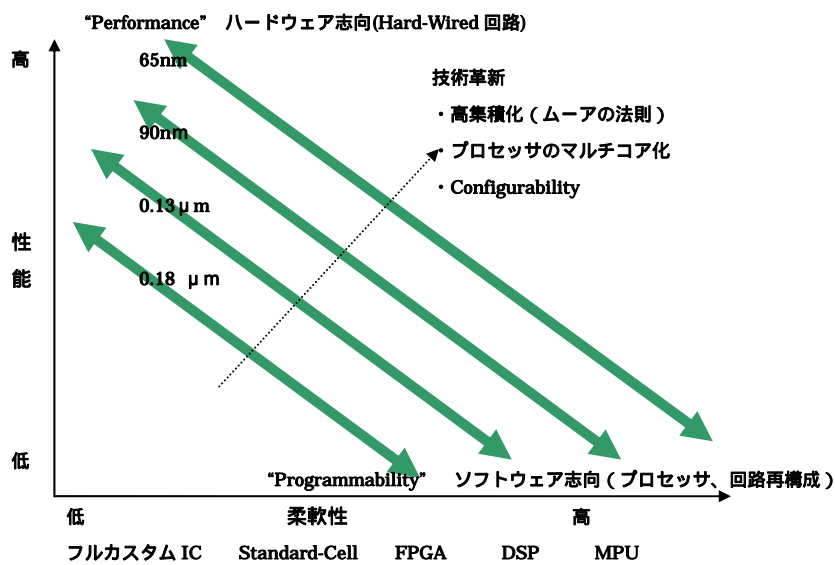 “Performance” ハードウェア志向(Hard-Wired 回路)
高
65nm
技術革新
・高集積化(ムーアの法則)
90nm
・プロセッサのマルチコア化
・Configurability
0.13μm
性
能
0.18 μm
低
“Programmability” ソフトウェア志向(プロセッサ、回路再構成)
低 柔軟性 高
フルカスタム IC Standard-Cell FPGA DSP MPU